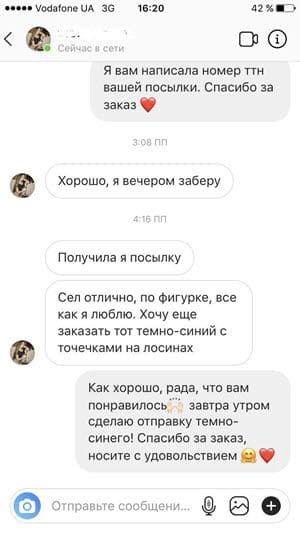 Vodafone UA 3G 16:20 42 %
Сейчас в сети
Я вам написала номер ттн
вашей посылки. Спасибо за
заказ ❤️
3:08 ПП
Хорошо, я вечером заберу
4:16 ПП
Получила я посылку
Сел отлично, по фигурке, все
как я люблю. Хочу еще
заказать тот темно-синий с
точечками на лосинах
Как хорошо, рада, что вам
понравилось🙌🏻 завтра утром
сделаю отправку темно-
синего! Спасибо за заказ,
носите с удовольствием 🤗❤️
Отправьте сообщени...